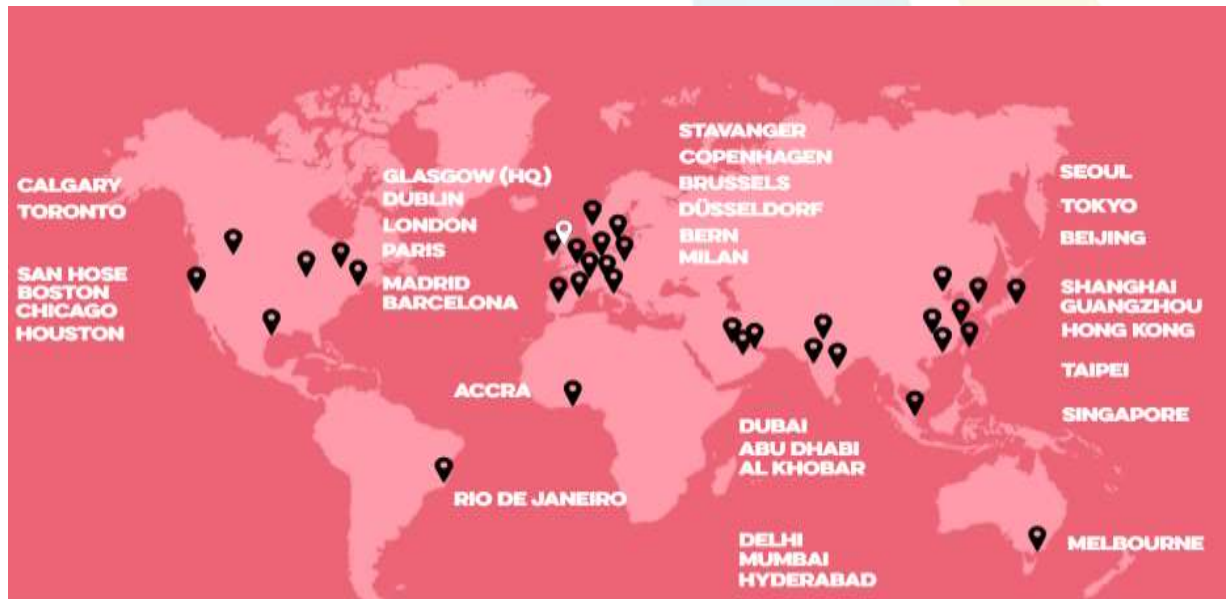 CALGARY
TORONTO
SAN HOSE
BOSTON
CHICAGO
HOUSTON
GLASGOW (HQ)
DUBLIN
LONDON
PARIS
MADRID
BARCELONA
STAVANGER
COPENHAGEN
BRUSSELS
DÜSSELDORF
BERN
MILAN
SEOUL
TOKYO
BEIJING
SHANGHAI
GUANGZHOU
HONG KONG
TAIPEI
SINGAPORE
ACCRA
RIO DE JANEIRO
DUBAI
ABU DHABI
AL KHOBAR
DELHI
MUMBAI
HYDERABAD
MELBOURNE